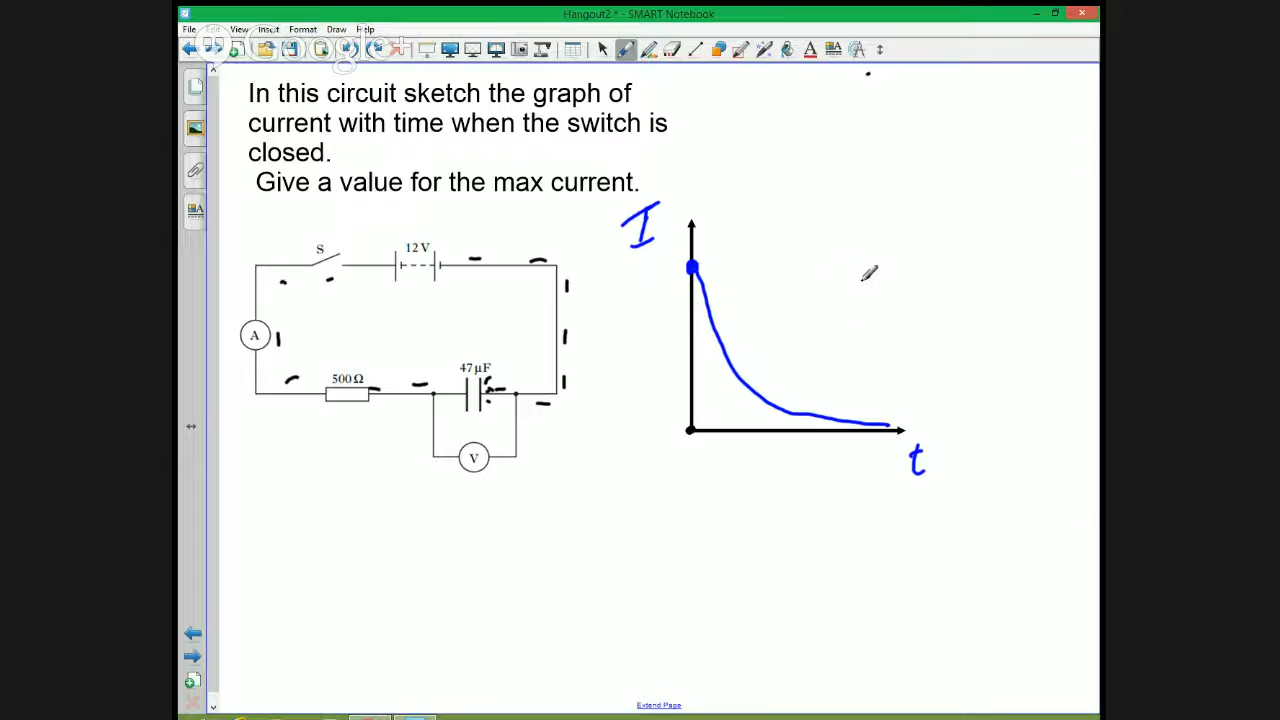 Hangout2 * - SMART Notebook
File Edit View Insert Format Draw Help
Google+
In this circuit sketch the graph of
current with time when the switch is
closed.
Give a value for the max current.
I
S
12 V
A
500 Ω
47 µF
V
t
Extend Page